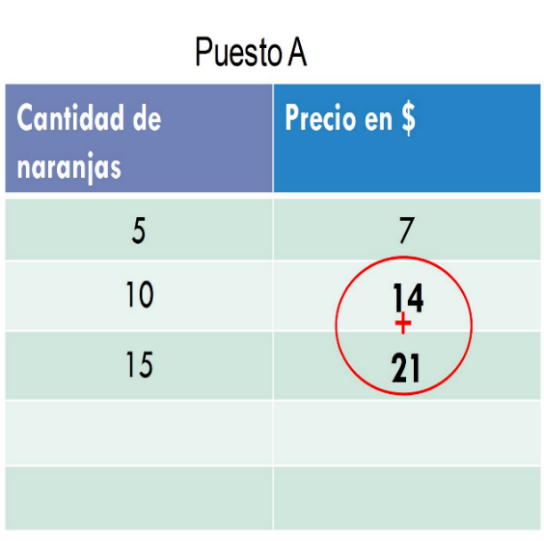 Puesto A
Cantidad de naranjas
Precio en $
5
7
10
14
+
15
21